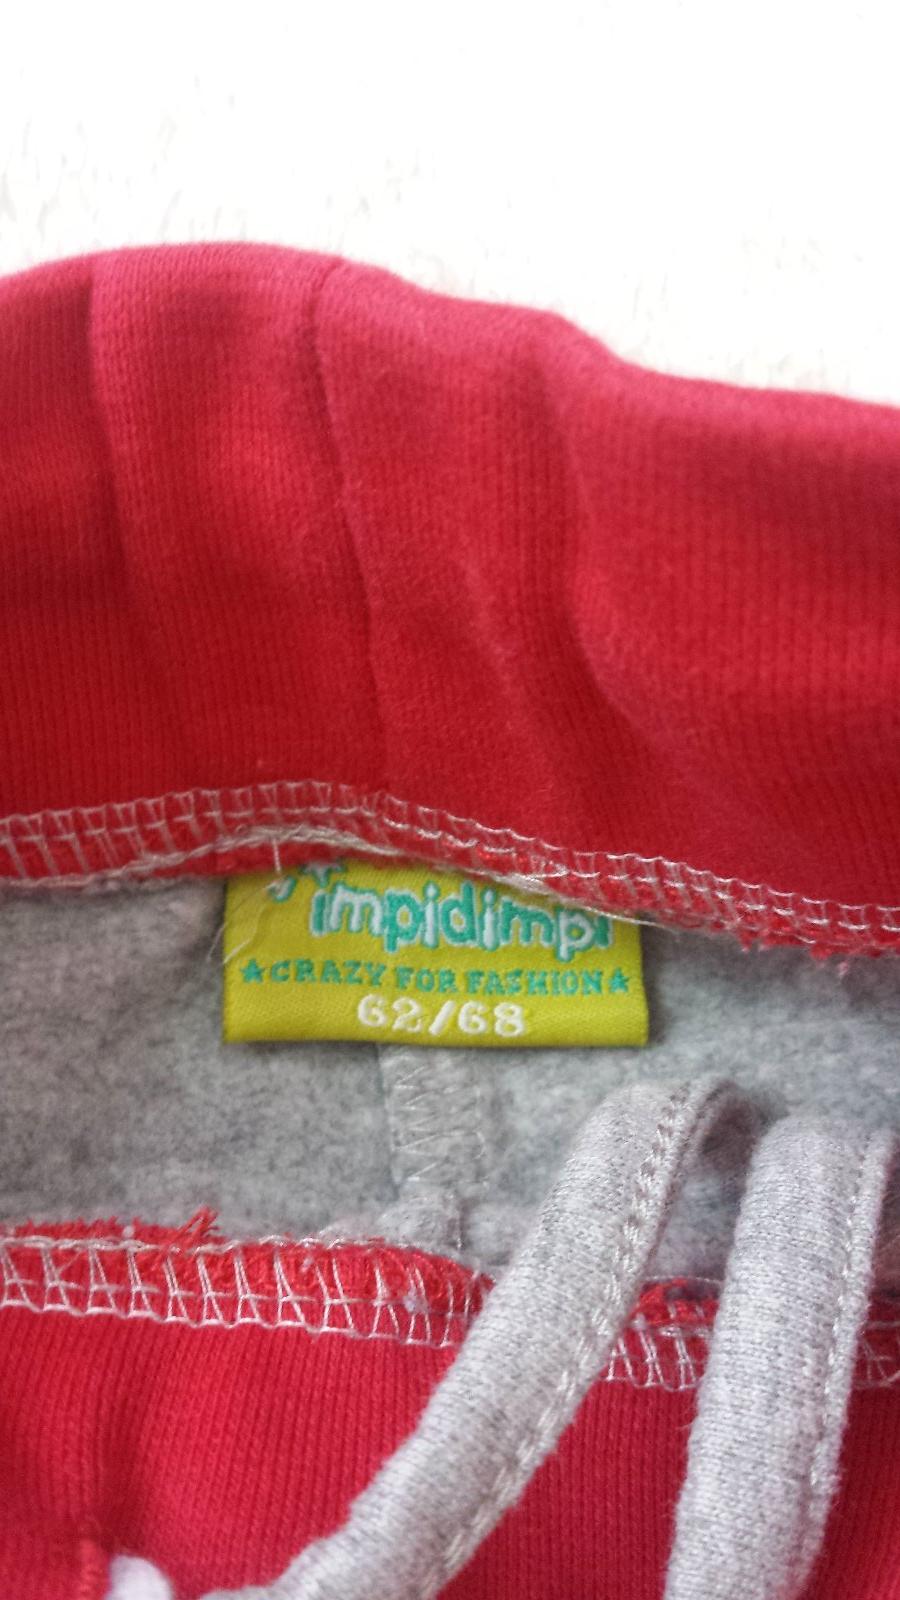 impidimpi
★CRAZY FOR FASHION★
62/68